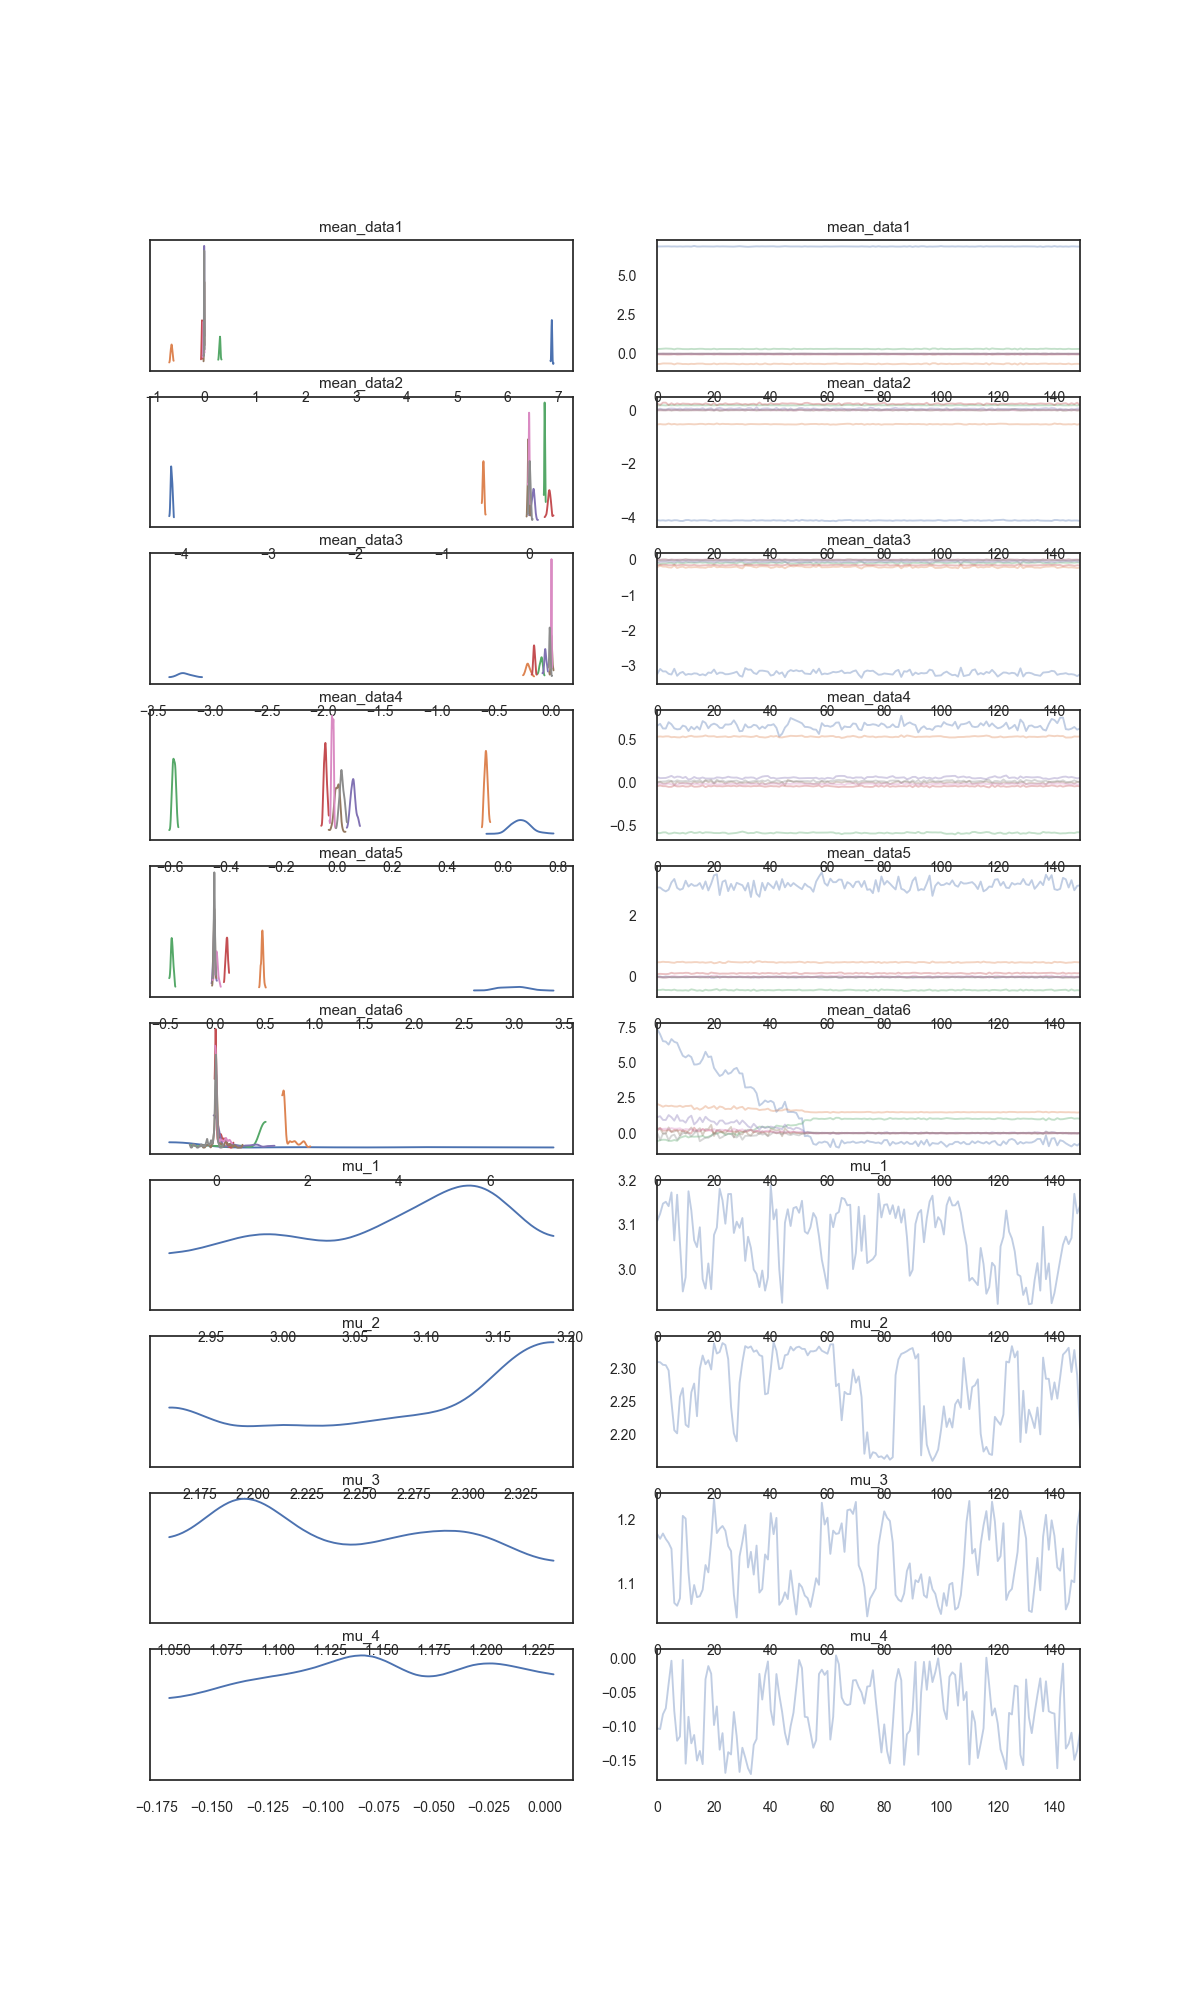 mean_data1 mean_data1
5.0
2.5
0.0
mean_data2 mean_data2
−1 0 1 2 3 4 5 6 7 0 20 40 60 80 100 120 140
0
−2
−4
mean_data3 mean_data3
−4 −3 −2 −1 0 0 20 40 60 80 100 120 140
0
−1
−2
−3
mean_data4 mean_data4
−3.5 −3.0 −2.5 −2.0 −1.5 −1.0 −0.5 0.0 0 20 40 60 80 100 120 140
0.5
0.0
−0.5
mean_data5 mean_data5
−0.6 −0.4 −0.2 0.0 0.2 0.4 0.6 0.8 0 20 40 60 80 100 120 140
2
0
mean_data6 mean_data6
−0.5 0.0 0.5 1.0 1.5 2.0 2.5 3.0 3.5 0 20 40 60 80 100 120 140
7.5
5.0
2.5
0.0
mu_1 mu_1
0 2 4 6 0 20 40 60 80 100 120 140
3.2
3.1
3.0
mu_2 mu_2
2.95 3.00 3.05 3.10 3.15 3.20 0 20 40 60 80 100 120 140
2.30
2.25
2.20
mu_3 mu_3
2.175 2.200 2.225 2.250 2.275 2.300 2.325 0 20 40 60 80 100 120 140
1.2
1.1
mu_4 mu_4
1.050 1.075 1.100 1.125 1.150 1.175 1.200 1.225 0 20 40 60 80 100 120 140
0.00
−0.05
−0.10
−0.15
−0.175 −0.150 −0.125 −0.100 −0.075 −0.050 −0.025 0.000 0 20 40 60 80 100 120 140